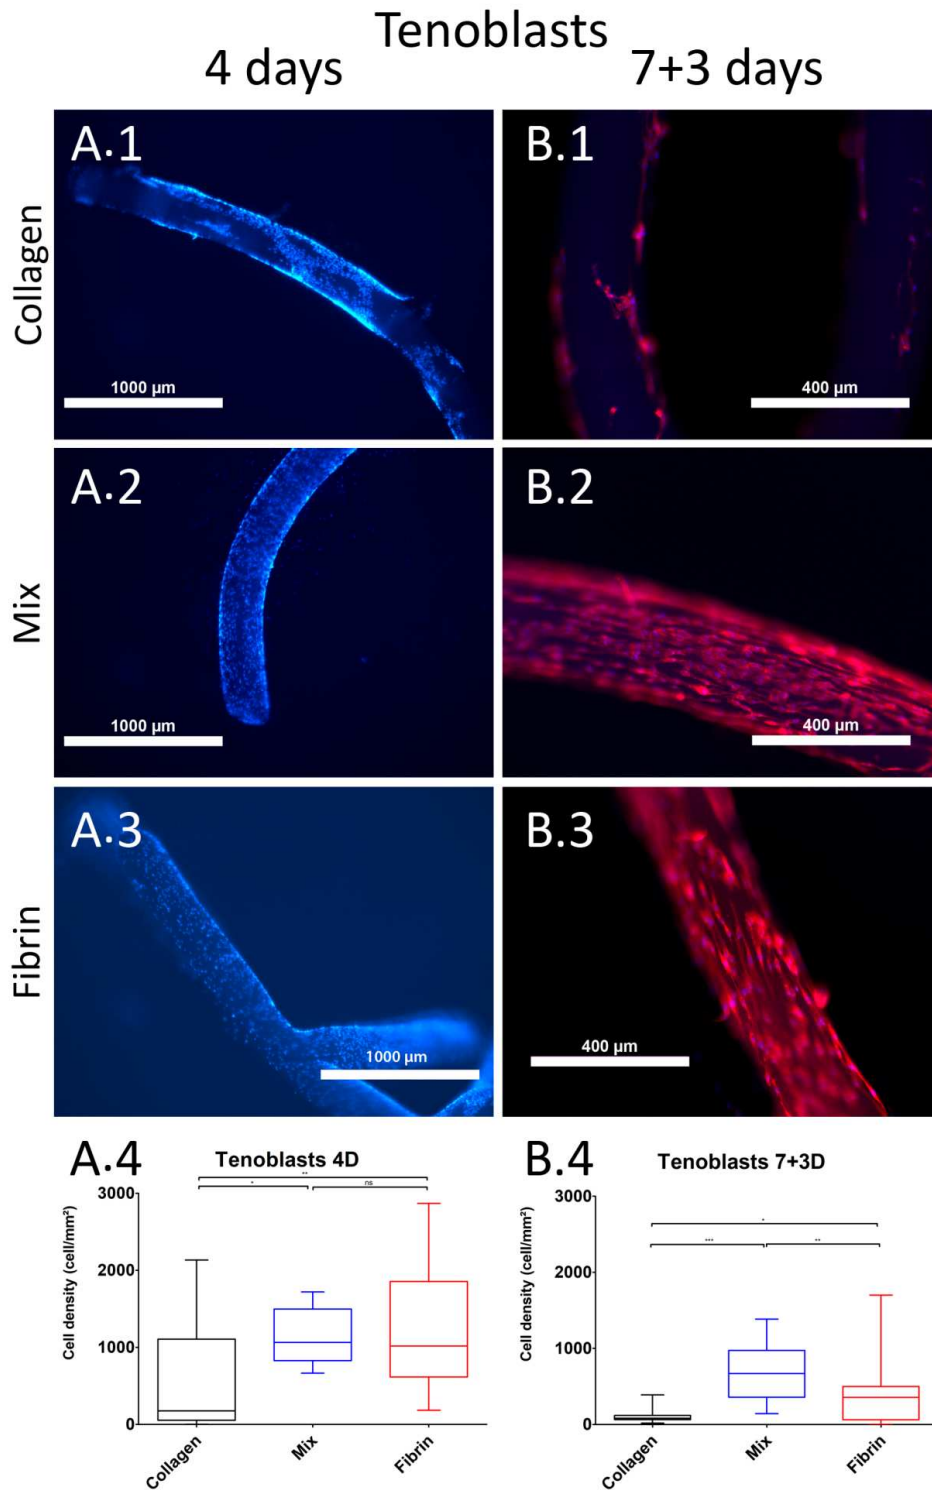 Tenoblasts
4 days
7+3 days
Collagen
A.1
1000 µm
B.1
400 µm
Mix
A.2
1000 µm
B.2
400 µm
Fibrin
A.3
1000 µm
B.3
400 µm
A.4
Tenoblasts 4D
**
*
ns
Cell density (cell/mm²)
3000
2000
1000
0
Collagen
Mix
Fibrin
B.4
Tenoblasts 7+3D
*
***
**
Cell density (cell/mm²)
3000
2000
1000
0
Collagen
Mix
Fibrin